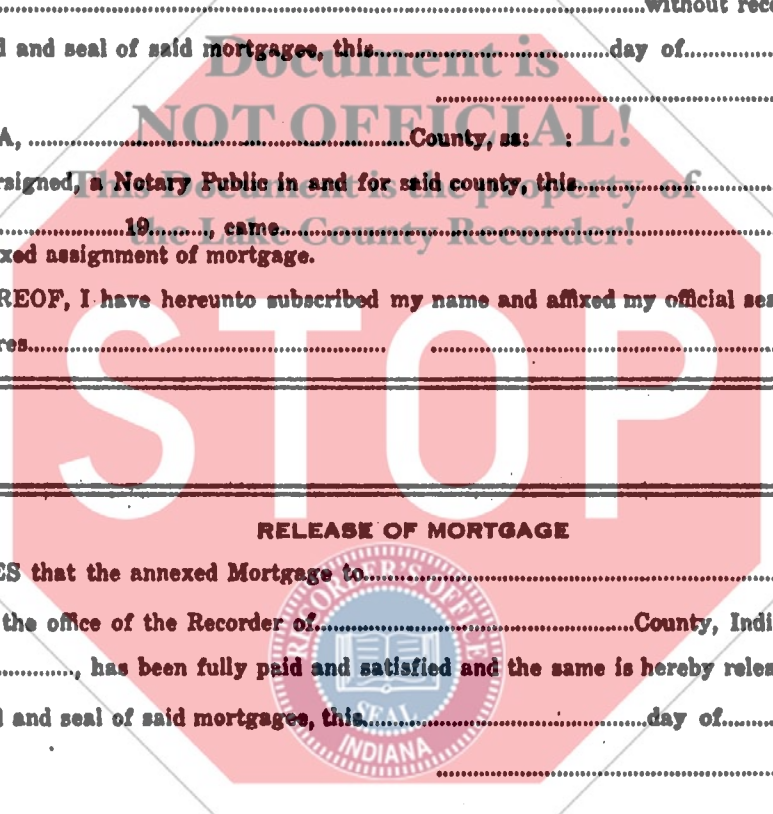 without rec
d and seal of said mortgagee, this..............................day of..............
Document is
NOT OFFICIAL!
A, ..............................County, ss: :
This Document is the property of
rsigned, a Notary Public in and for said county, this..............................
..............19........, came..............................
the Lake County Recorder!
xed assignment of mortgage.
REOF, I have hereunto subscribed my name and affixed my official sea
res..............................
STOP
RELEASE OF MORTGAGE
ES that the annexed Mortgage to..............................
the office of the Recorder of..............................County, Indi
.............., has been fully paid and satisfied and the same is hereby relea
d and seal of said mortgagee, this..............................day of..............
RECORDER'S OFFICE
SEAL
INDIANA